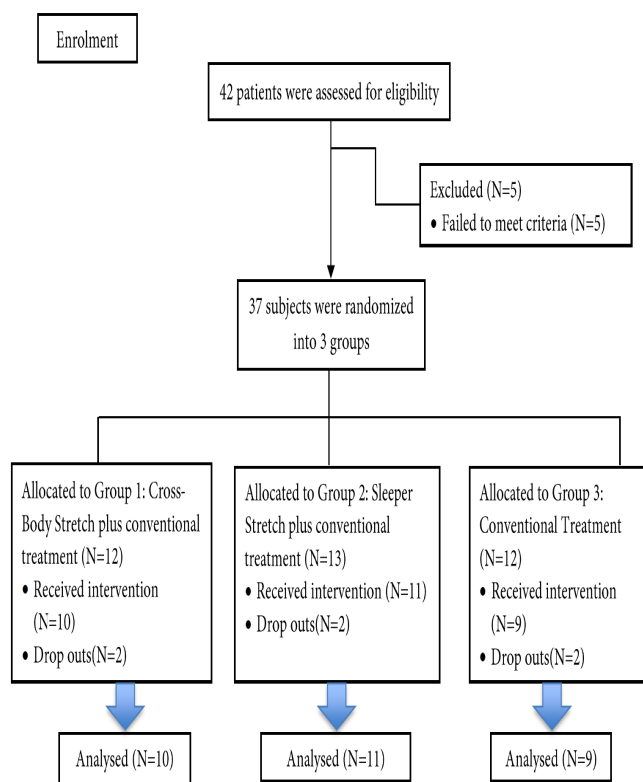 Enrolment
42 patients were assessed for eligibility
Excluded (N=5)
• Failed to meet criteria (N=5)
37 subjects were randomized
into 3 groups
Allocated to Group 1: Cross-
Body Stretch plus conventional
treatment (N=12)
• Received intervention
(N=10)
• Drop outs(N=2)
Allocated to Group 2: Sleeper
Stretch plus conventional
treatment (N=13)
• Received intervention (N=11)
• Drop outs(N=2)
Allocated to Group 3:
Conventional Treatment
(N=12)
• Received intervention
(N=9)
• Drop outs(N=2)
Analysed (N=10)
Analysed (N=11)
Analysed (N=9)